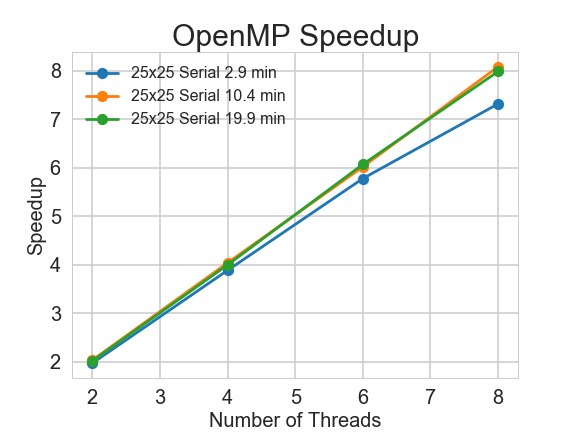 OpenMP Speedup
25x25 Serial 2.9 min
25x25 Serial 10.4 min
25x25 Serial 19.9 min
8
7
6
5
4
3
2
Speedup
2 3 4 5 6 7 8
Number of Threads